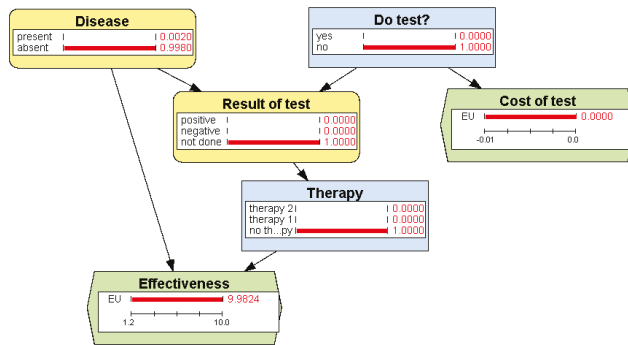 Disease
present 0.0020
absent 0.9980
Do test?
yes 0.0000
no 1.0000
Result of test
positive 0.0000
negative 0.0000
not done 1.0000
Cost of test
EU 0.0000
-0.01 0.0
Therapy
therapy 2 0.0000
therapy 1 0.0000
no th...py 1.0000
Effectiveness
EU 9.9824
1.2 10.0